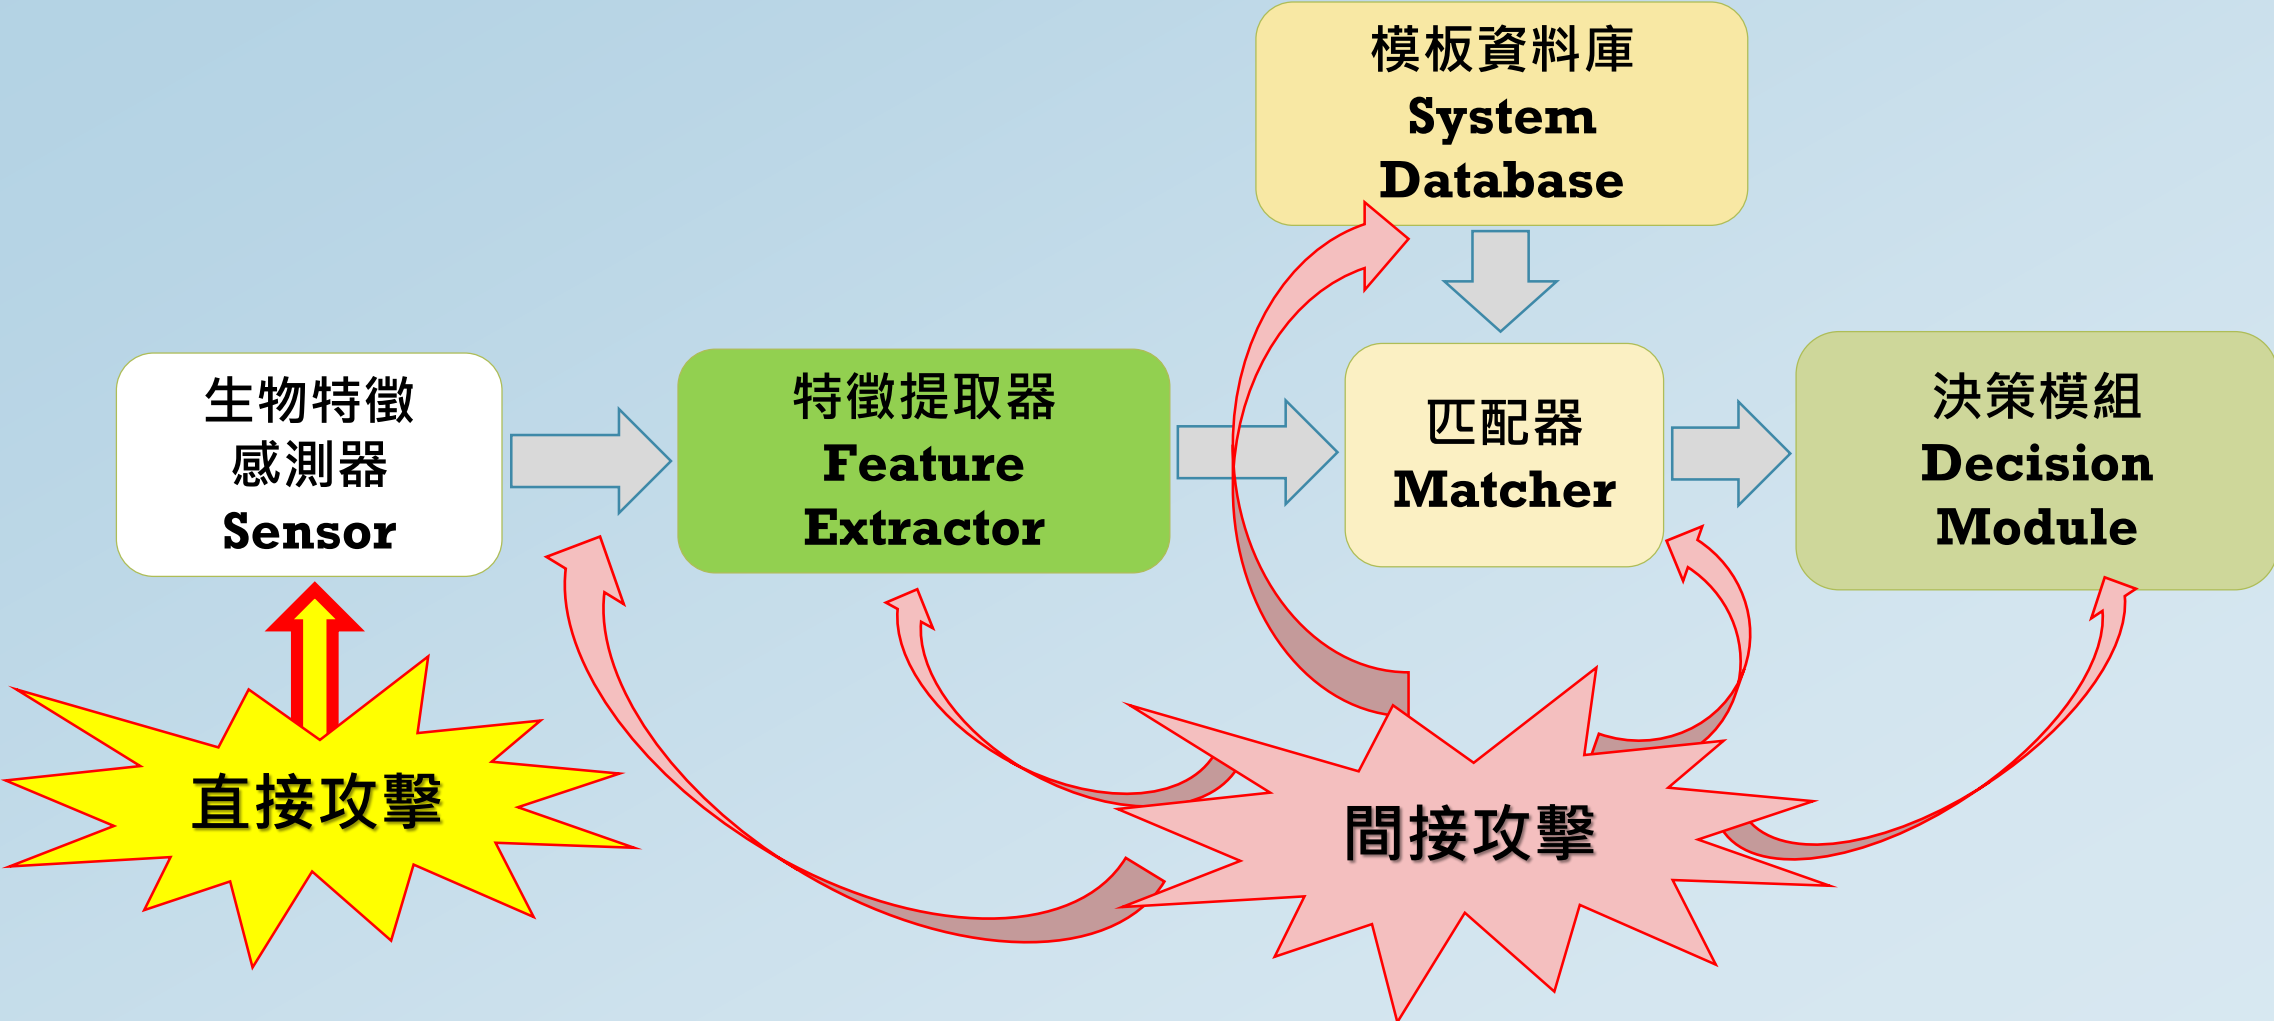 模板資料庫
System
Database
生物特徵
感測器
Sensor
特徵提取器
Feature
Extractor
匹配器
Matcher
決策模組
Decision
Module
直接攻擊
間接攻擊